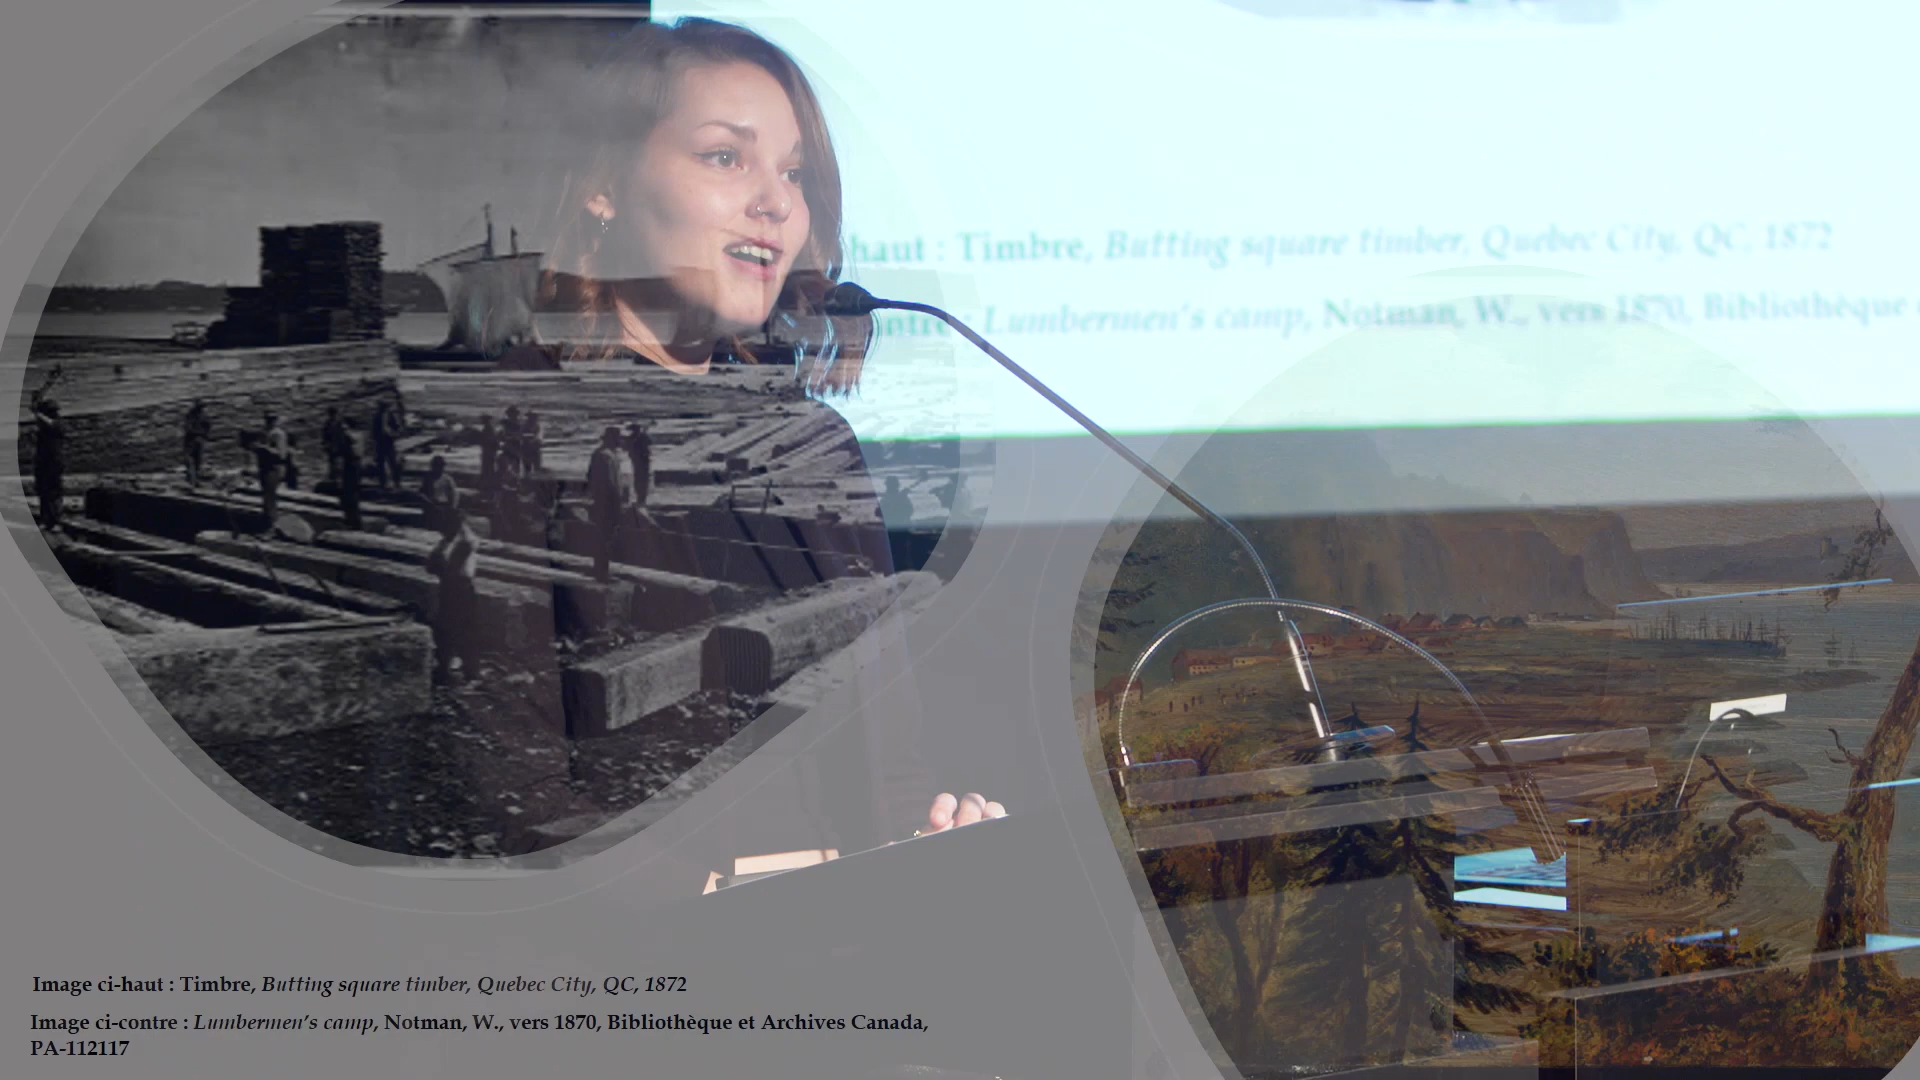 haut : Timbre, Butting square timber, Quebec City, QC, 1872
ontre : Lumbermen's camp, Notman, W., vers 1870, Bibliothèque
Image ci-haut : Timbre, Butting square timber, Quebec City, QC, 1872
Image ci-contre : Lumbermen's camp, Notman, W., vers 1870, Bibliothèque et Archives Canada,
PA-112117